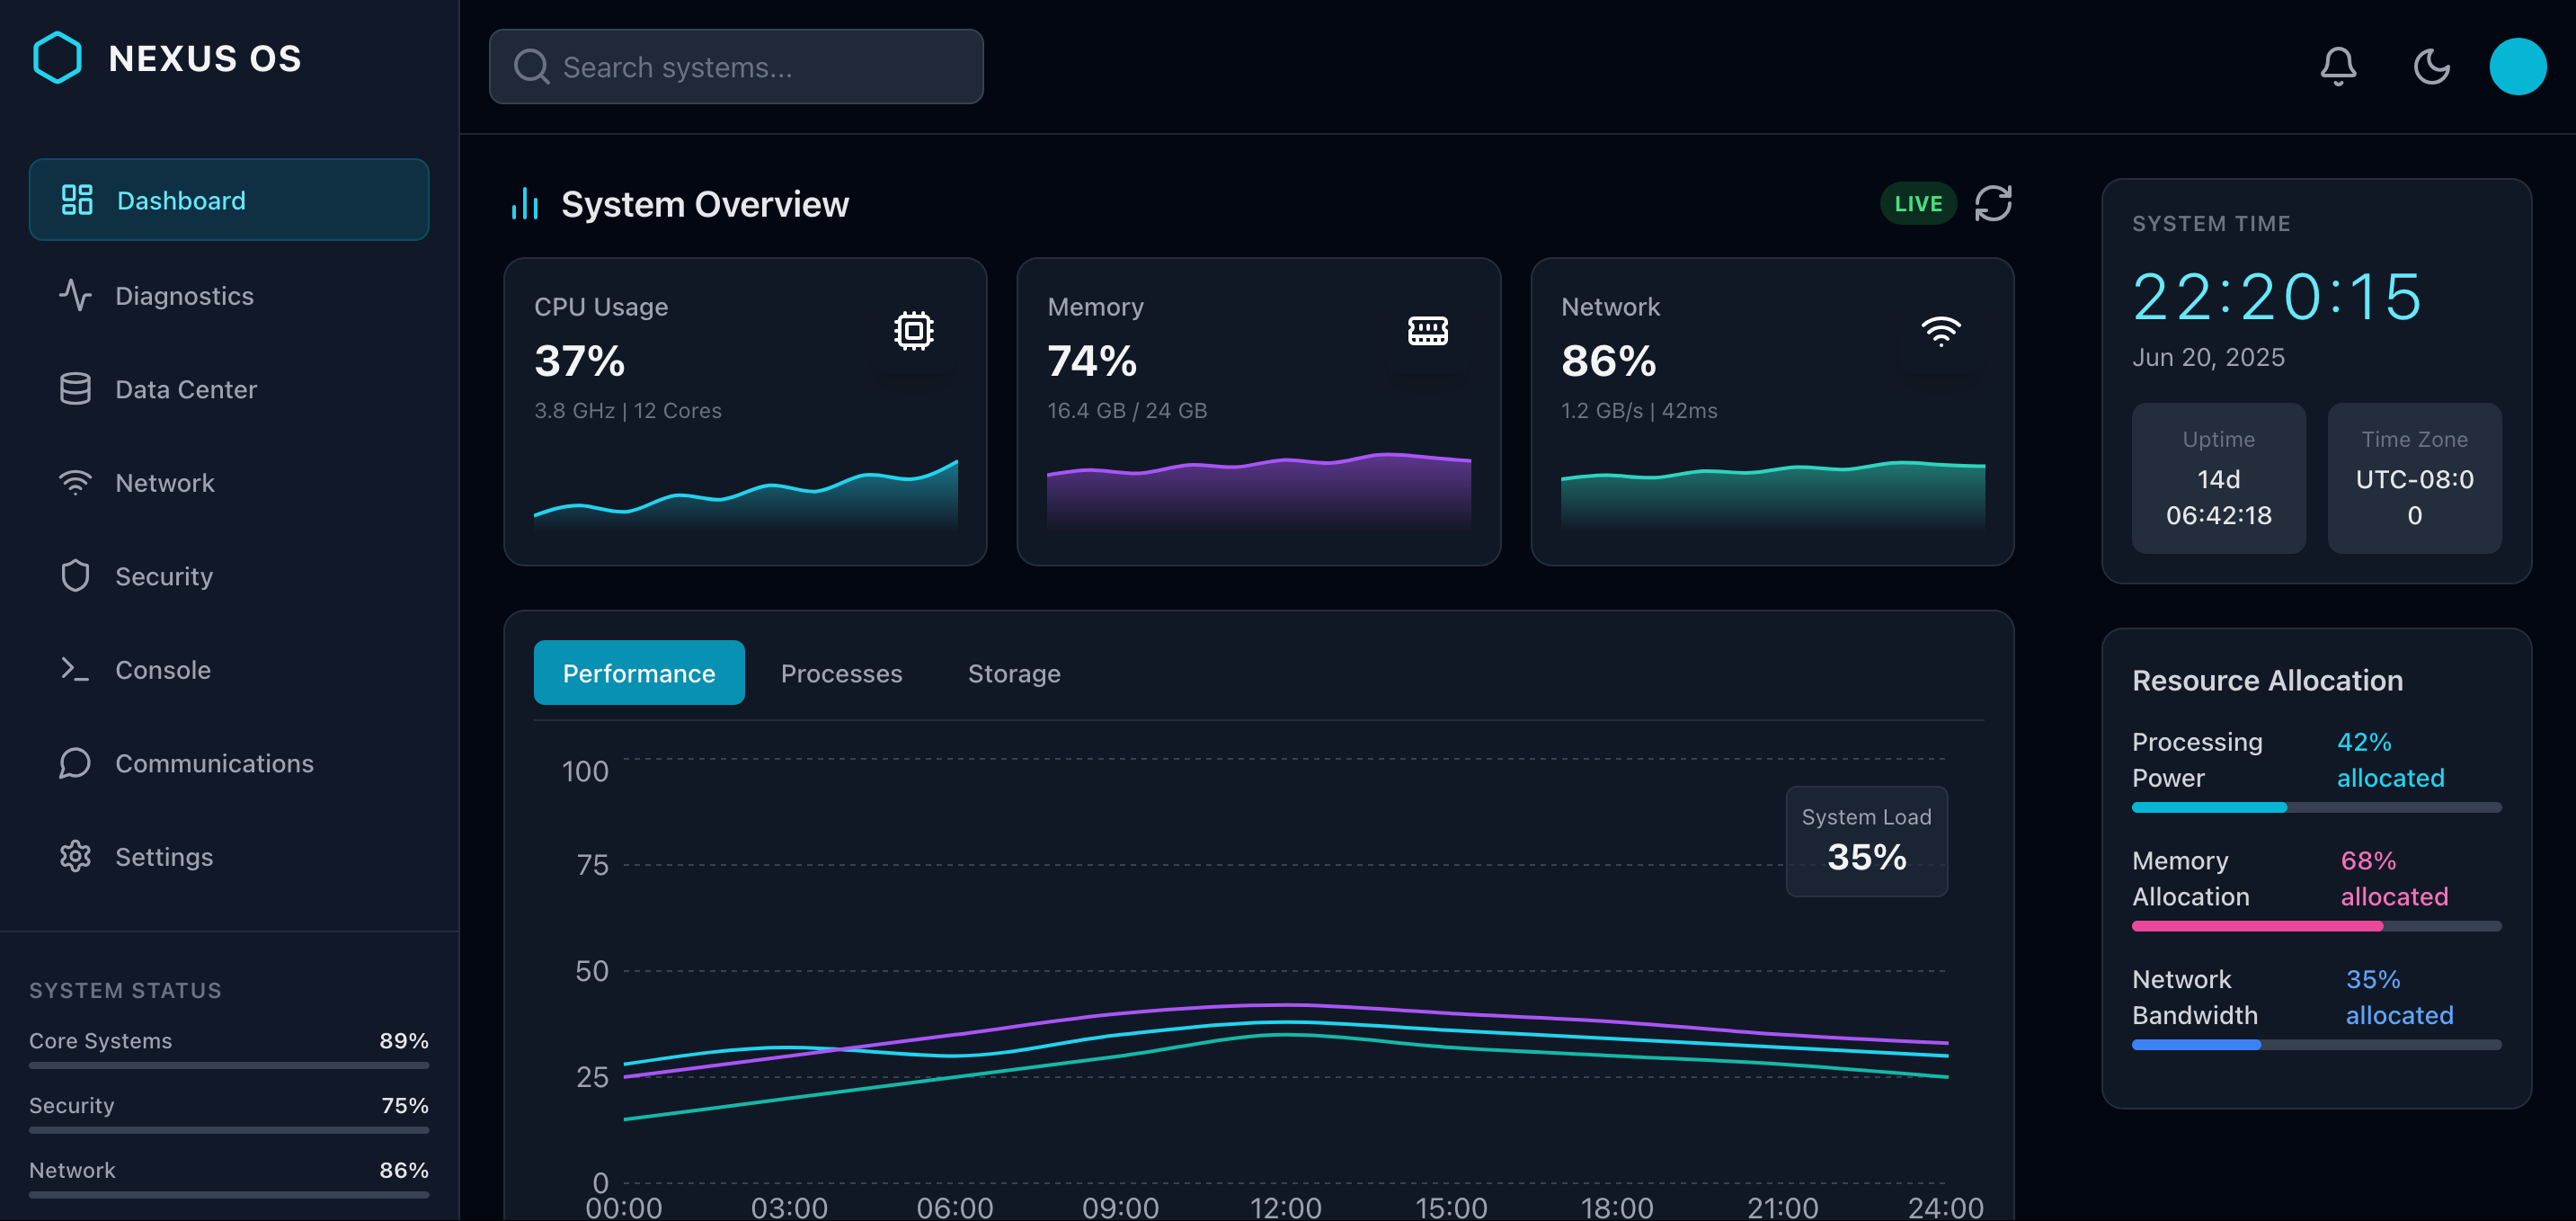 NEXUS OS
Search systems...
Dashboard
Diagnostics
Data Center
Network
Security
Console
Communications
Settings
SYSTEM STATUS
Core Systems 89%
Security 75%
Network 86%
System Overview
LIVE
CPU Usage
37%
3.8 GHz | 12 Cores
Memory
74%
16.4 GB / 24 GB
Network
86%
1.2 GB/s | 42ms
Performance Processes Storage
100
75
50
25
0
System Load
35%
00:00 03:00 06:00 09:00 12:00 15:00 18:00 21:00 24:00
SYSTEM TIME
22:20:15
Jun 20, 2025
Uptime
14d
06:42:18
Time Zone
UTC-08:0
0
Resource Allocation
Processing 42%
Power allocated
Memory 68%
Allocation allocated
Network 35%
Bandwidth allocated